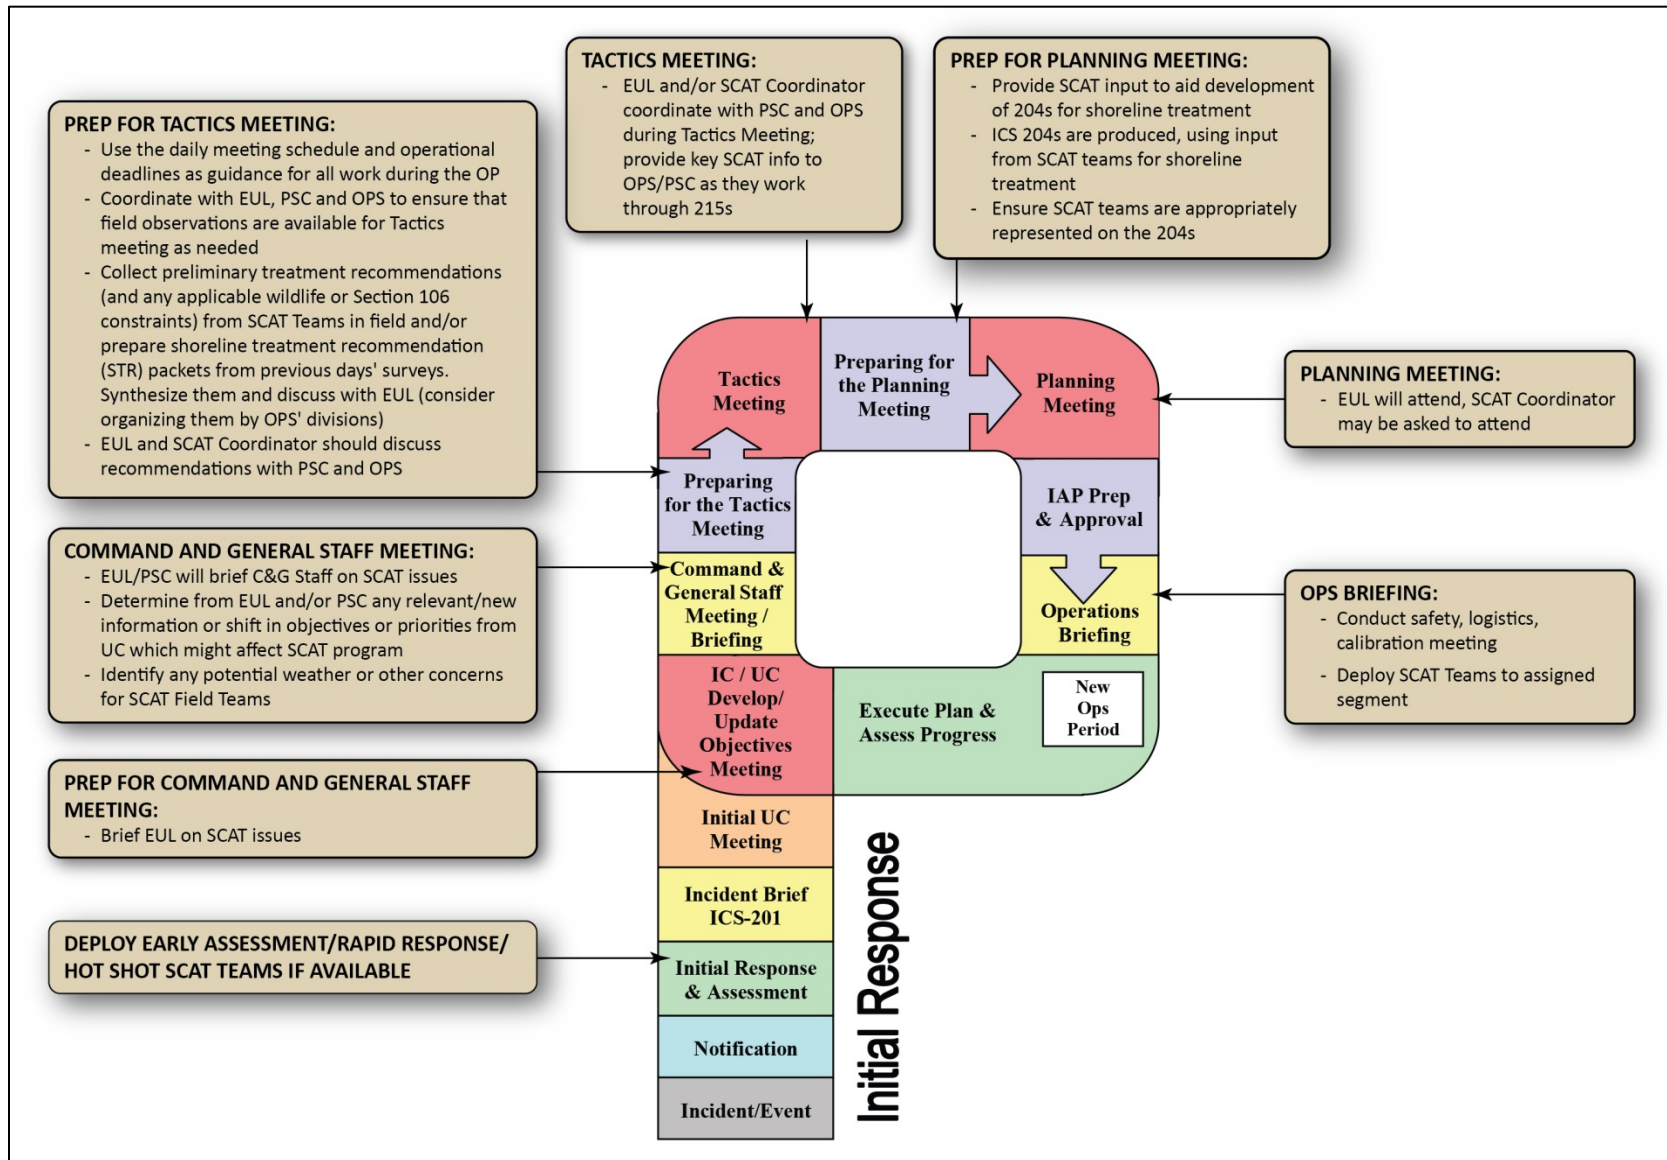 TACTICS MEETING:
- EUL and/or SCAT Coordinator
coordinate with PSC and OPS
during Tactics Meeting;
provide key SCAT info to
OPS/PSC as they work
through 215s
PREP FOR PLANNING MEETING:
- Provide SCAT input to aid development
of 204s for shoreline treatment
- ICS 204s are produced, using input
from SCAT teams for shoreline
treatment
- Ensure SCAT teams are appropriately
represented on the 204s
PREP FOR TACTICS MEETING:
- Use the daily meeting schedule and operational
deadlines as guidance for all work during the OP
- Coordinate with EUL, PSC and OPS to ensure that
field observations are available for Tactics
meeting as needed
- Collect preliminary treatment recommendations
(and any applicable wildlife or Section 106
constraints) from SCAT Teams in field and/or
prepare shoreline treatment recommendation
(STR) packets from previous days' surveys.
Synthesize them and discuss with EUL (consider
organizing them by OPS' divisions)
- EUL and SCAT Coordinator should discuss
recommendations with PSC and OPS
COMMAND AND GENERAL STAFF MEETING:
- EUL/PSC will brief C&G Staff on SCAT issues
- Determine from EUL and/or PSC any relevant/new
information or shift in objectives or priorities from
UC which might affect SCAT program
- Identify any potential weather or other concerns
for SCAT Field Teams
PREP FOR COMMAND AND GENERAL STAFF
MEETING:
- Brief EUL on SCAT issues
DEPLOY EARLY ASSESSMENT/RAPID RESPONSE/
HOT SHOT SCAT TEAMS IF AVAILABLE
Tactics
Meeting
Preparing for
the Planning
Meeting
Planning
Meeting
Preparing
for the Tactics
Meeting
IAP Prep
& Approval
Command &
General Staff
Meeting /
Briefing
Operations
Briefing
IC / UC
Develop/
Update
Objectives
Meeting
Execute Plan &
Assess Progress
New
Ops
Period
Initial UC
Meeting
Incident Brief
ICS-201
Initial Response
& Assessment
Notification
Incident/Event
Initial Response
PLANNING MEETING:
- EUL will attend, SCAT Coordinator
may be asked to attend
OPS BRIEFING:
- Conduct safety, logistics,
calibration meeting
- Deploy SCAT Teams to assigned
segment